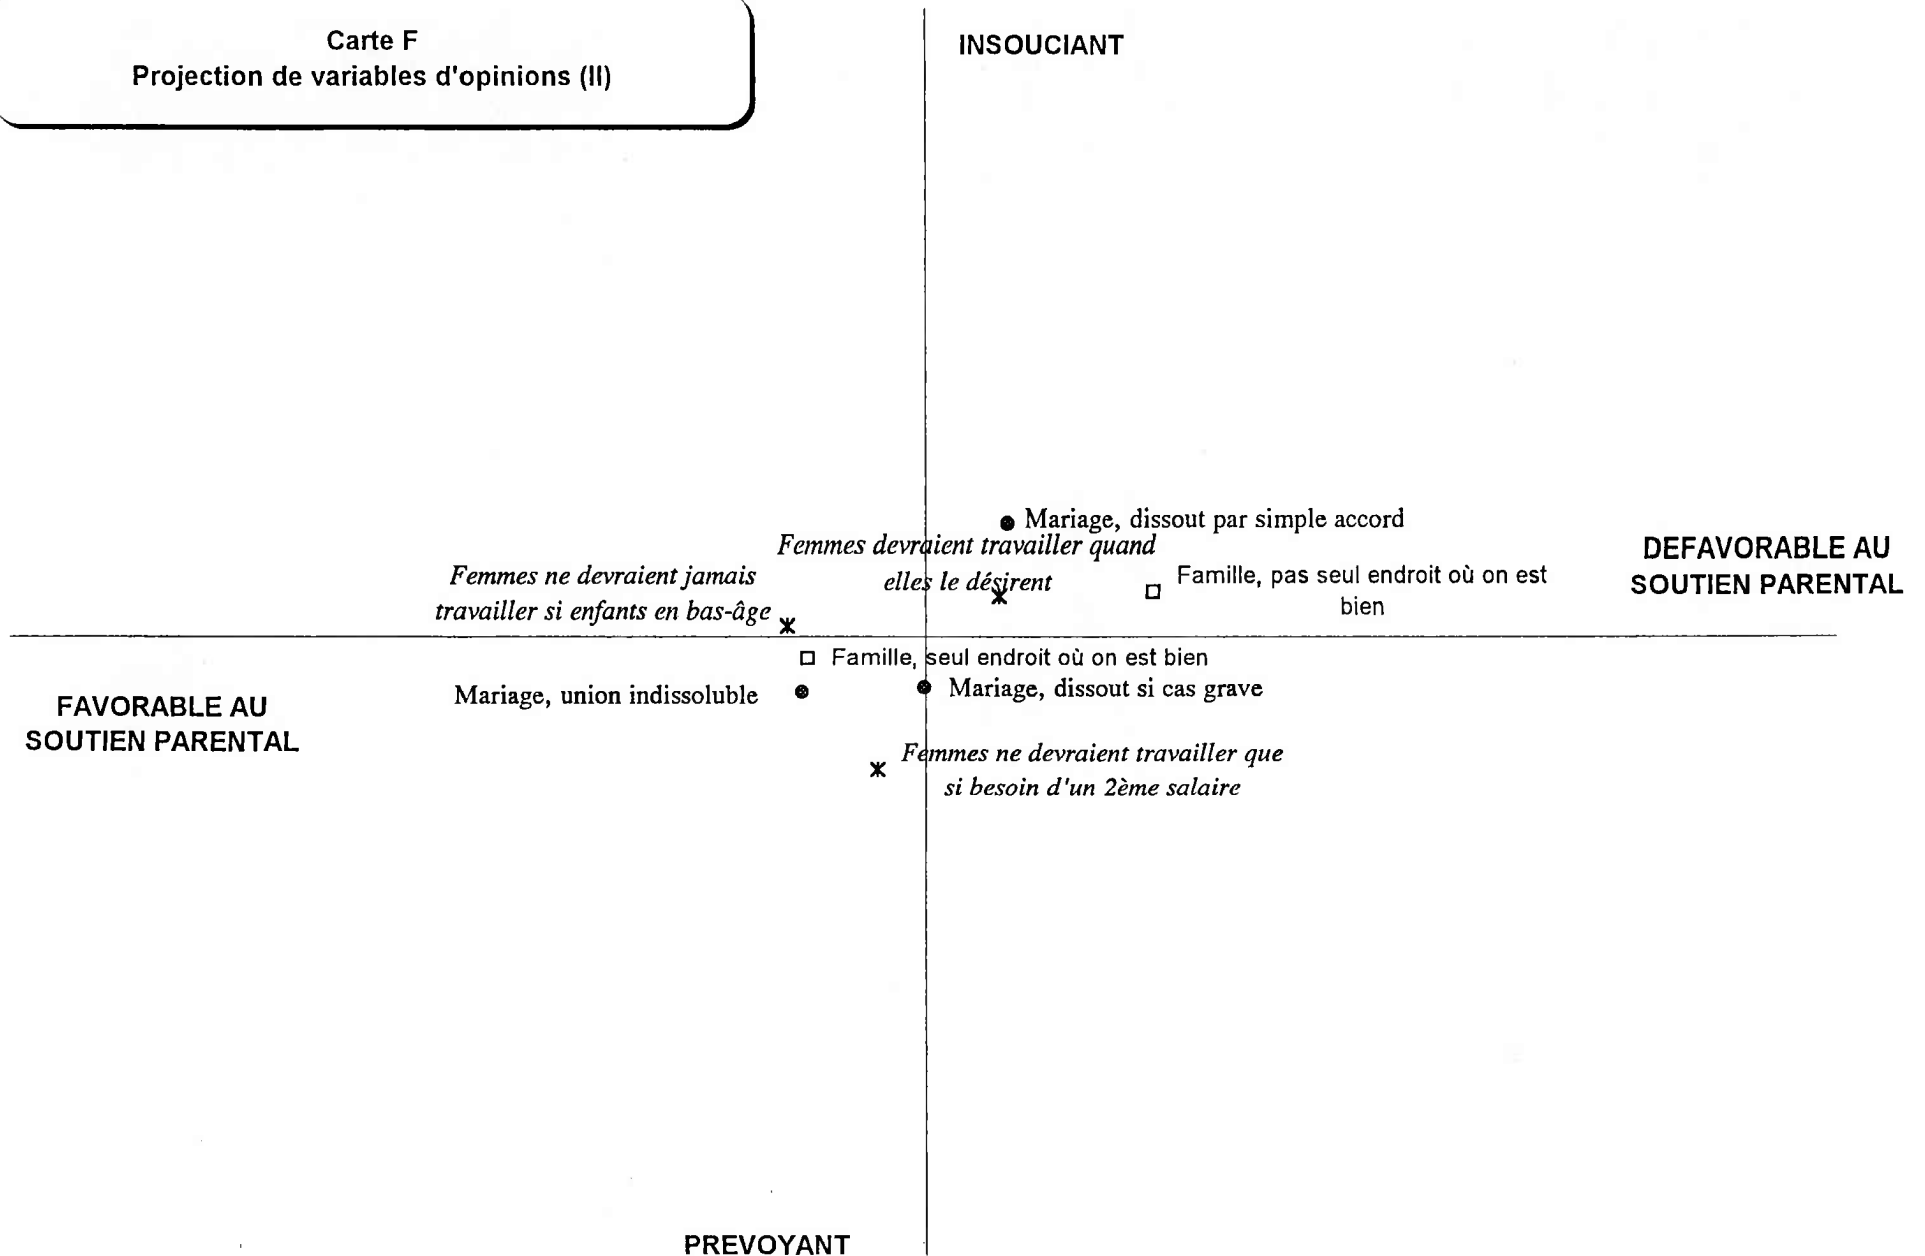 Carte F
Projection de variables d'opinions (II)
INSOUCIANT
Mariage, dissout par simple accord
Femmes devraient travailler quand
elles le désirent
DEFAVORABLE AU
SOUTIEN PARENTAL
Femmes ne devraient jamais
travailler si enfants en bas-âge
Famille, pas seul endroit où on est
bien
Famille, seul endroit où on est bien
Mariage, union indissoluble
Mariage, dissout si cas grave
FAVORABLE AU
SOUTIEN PARENTAL
Femmes ne devraient travailler que
si besoin d'un 2ème salaire
PREVOYANT